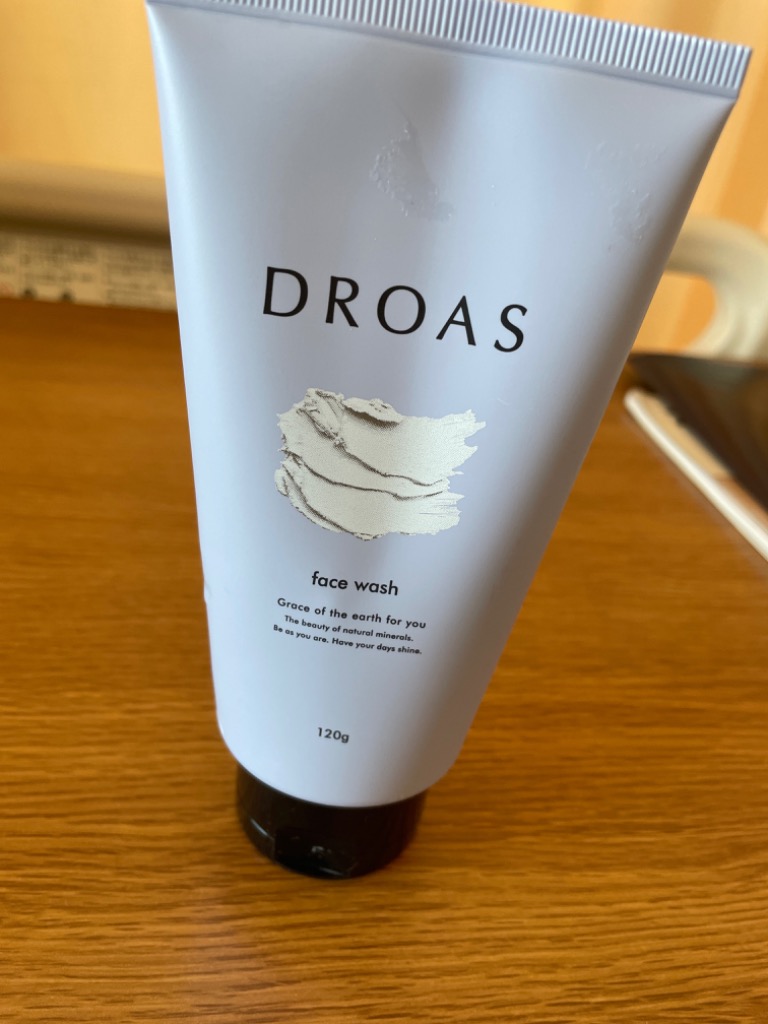 DROAS
face wash
Grace of the earth for you
The beauty of natural minerals.
Be as you are. Have your days shine.
120g